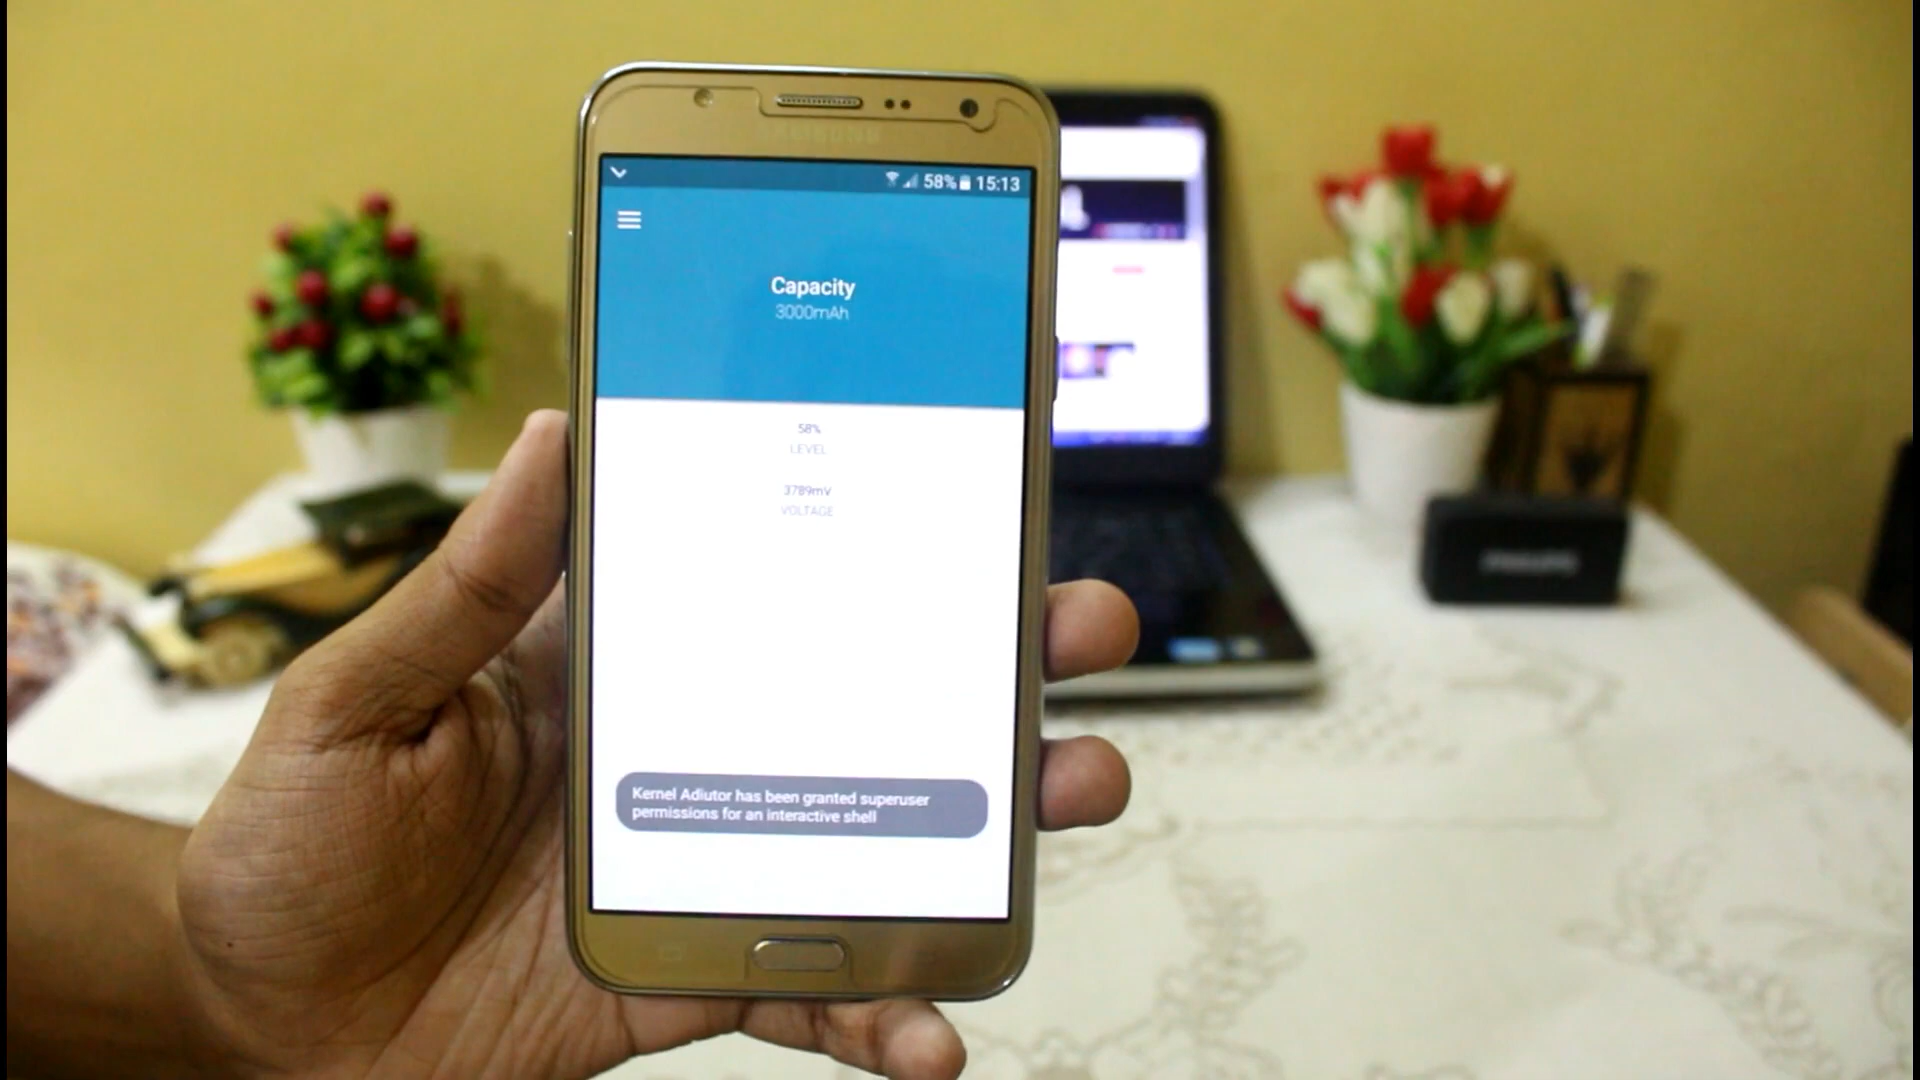 SAMSUNG
58% 15:13
Capacity
3000mAh
58%
LEVEL
3789mV
VOLTAGE
Kernel Adiutor has been granted superuser
permissions for an interactive shell